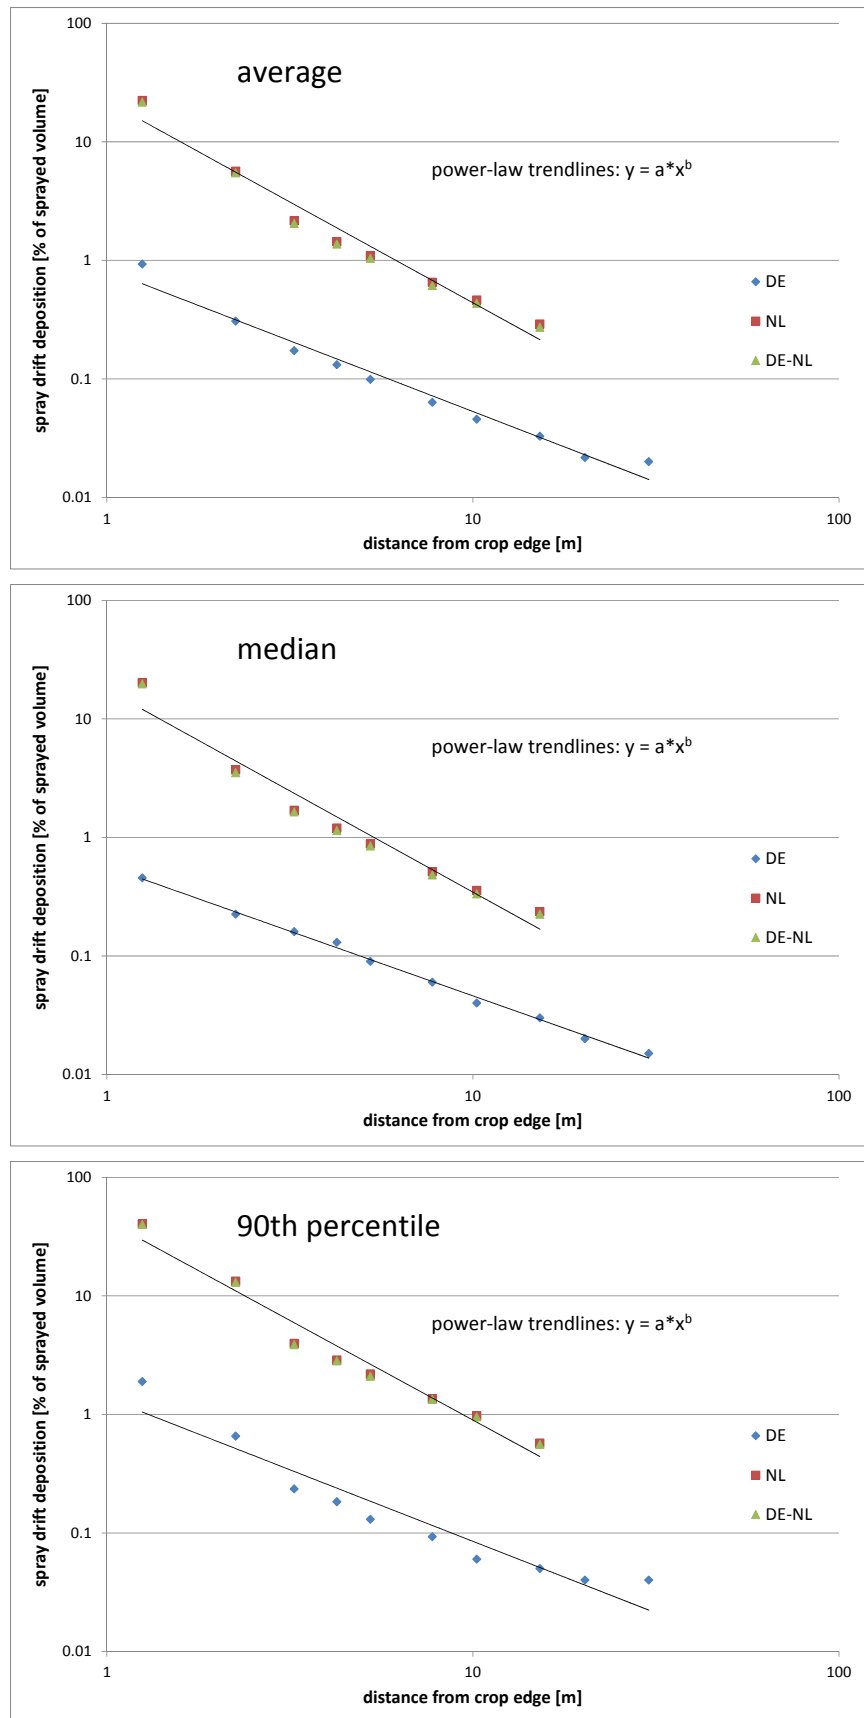 100
average
10
power-law trendlines: y = a*x^b
1
DE
NL
0.1
DE-NL
0.01
1
10
100
distance from crop edge [m]
spray drift deposition [% of sprayed volume]
100
median
10
power-law trendlines: y = a*x^b
1
DE
NL
0.1
DE-NL
0.01
1
10
100
distance from crop edge [m]
spray drift deposition [% of sprayed volume]
100
90th percentile
10
power-law trendlines: y = a*x^b
1
DE
NL
0.1
DE-NL
0.01
1
10
100
distance from crop edge [m]
spray drift deposition [% of sprayed volume]